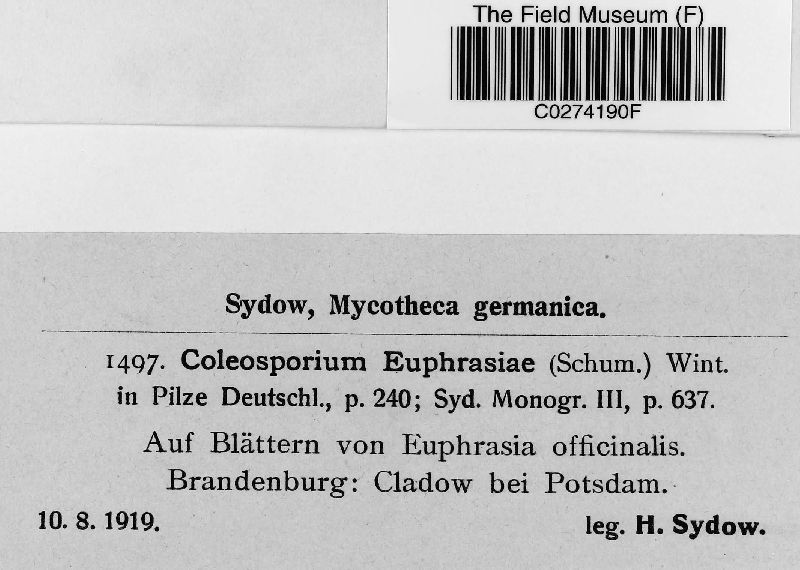 The Field Museum (F)
C0274190F
Sydow, Mycotheca germanica.
1497. Coleosporium Euphrasiae (Schum.) Wint.
in Pilze Deutschl., p. 240; Syd. Monogr. III, p. 637.
Auf Blättern von Euphrasia officinalis.
Brandenburg: Cladow bei Potsdam.
10. 8. 1919. leg. H. Sydow.